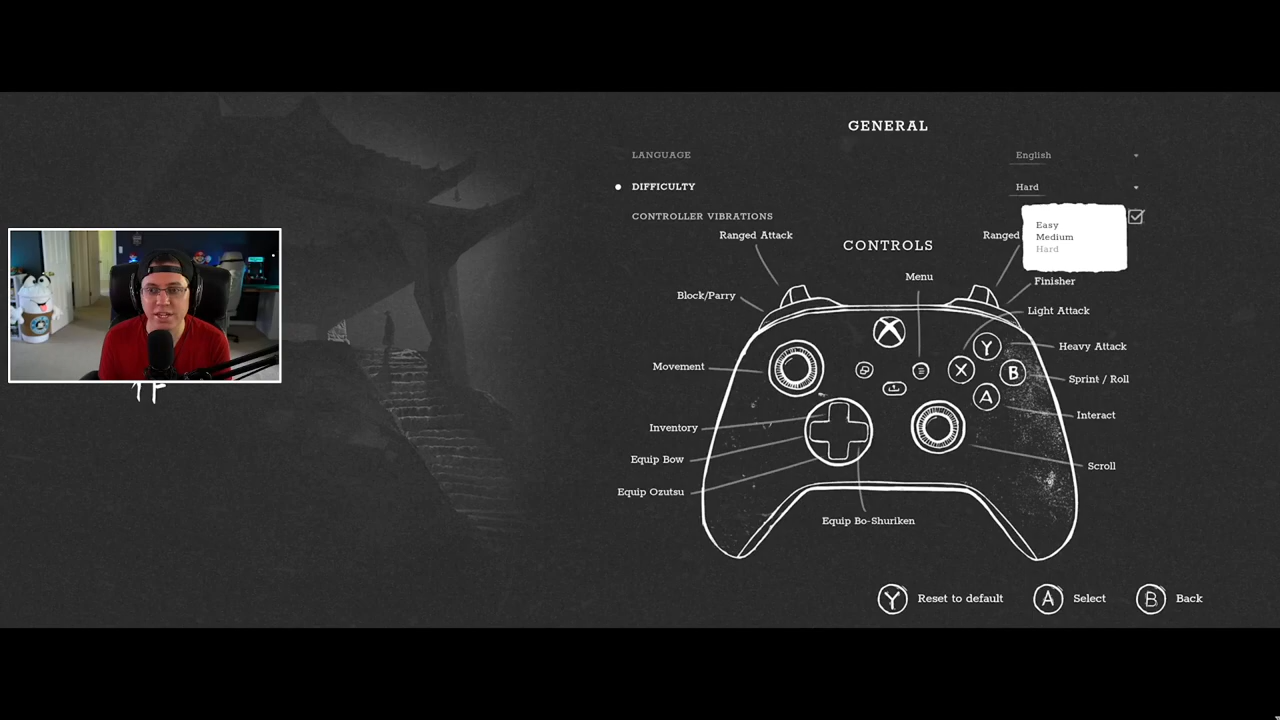 GENERAL
LANGUAGE English
DIFFICULTY Hard
CONTROLLER VIBRATIONS
Easy
Medium
Hard
Ranged Attack
CONTROLS
Ranged
Menu
Finisher
Block/Parry
Light Attack
Heavy Attack
Y
X
B
A
Movement
Sprint / Roll
Interact
Inventory
Equip Bow
Scroll
Equip Ozutsu
Equip Bo-Shuriken
Y Reset to default
A Select
B Back